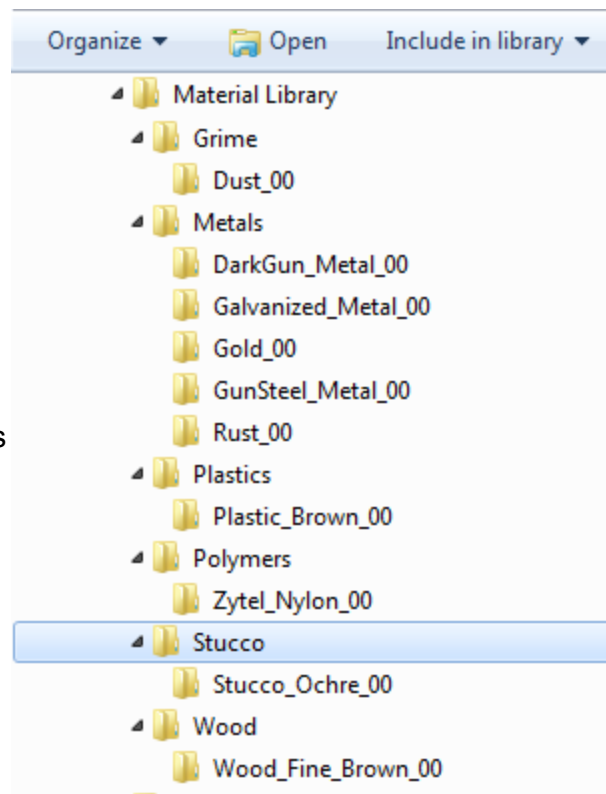 Organize Open Include in library
Material Library
Grime
Dust_00
Metals
DarkGun_Metal_00
Galvanized_Metal_00
Gold_00
GunSteel_Metal_00
Rust_00
s
Plastics
Plastic_Brown_00
Polymers
Zytel_Nylon_00
Stucco
Stucco_Ochre_00
Wood
Wood_Fine_Brown_00